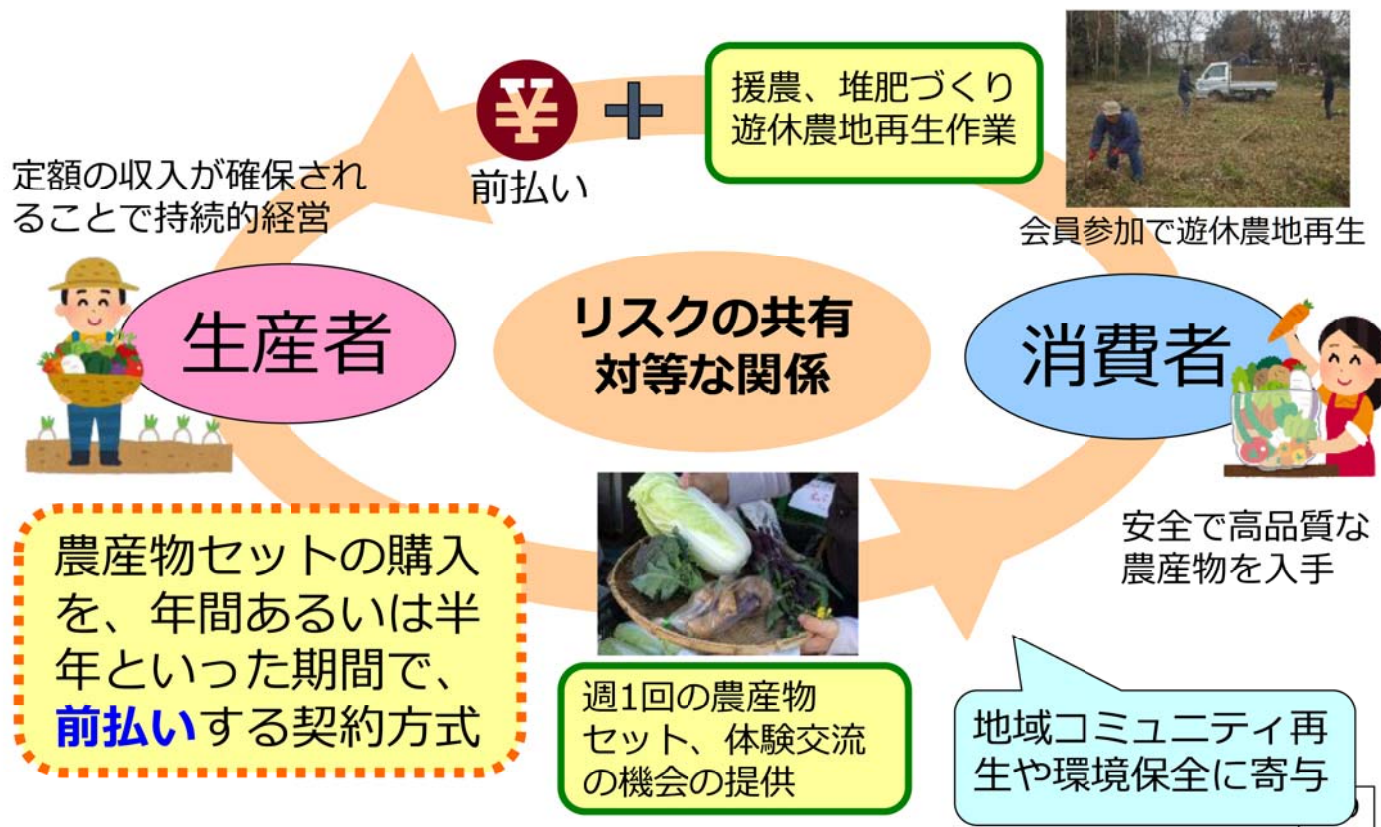 援農、堆肥づくり
遊休農地再生作業
¥
+
前払い
定額の収入が確保され
ることで持続的経営
会員参加で遊休農地再生
生産者
リスクの共有
対等な関係
消費者
安全で高品質な
農産物を入手
農産物セットの購入
を、年間あるいは半
年といった期間で、
前払いする契約方式
週1回の農産物
セット、体験交流
の機会の提供
地域コミュニティ再
生や環境保全に寄与